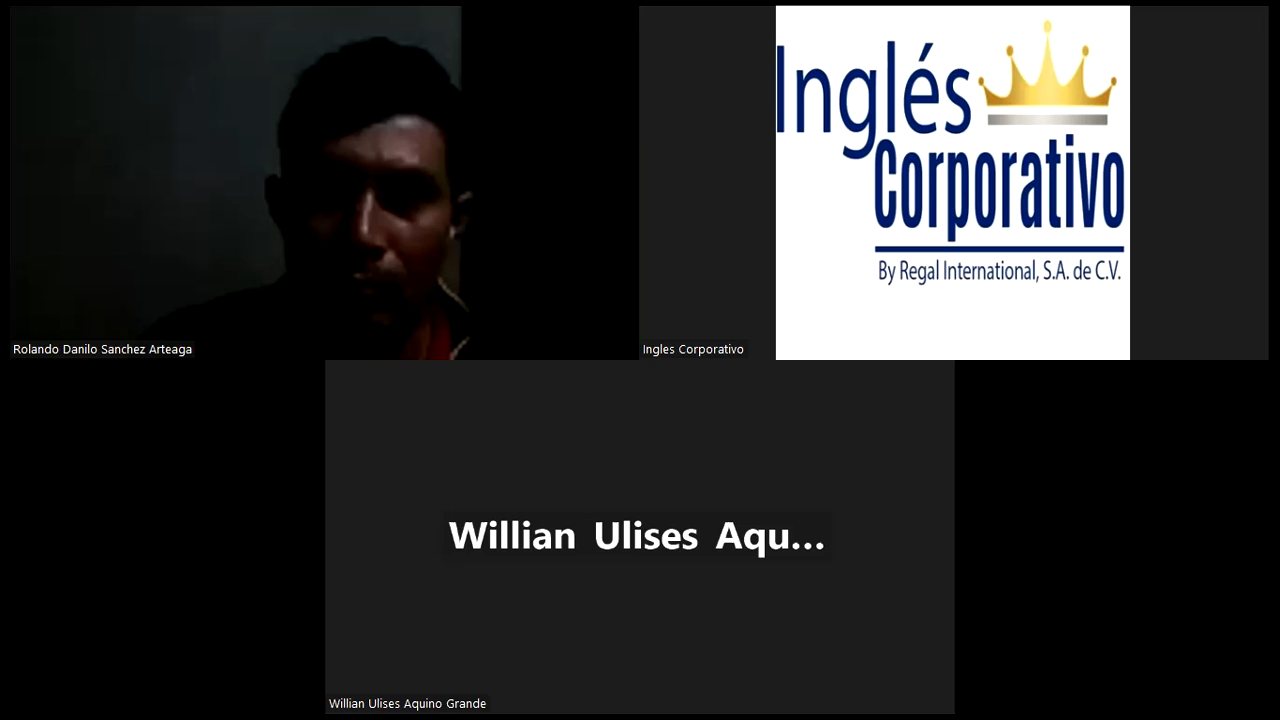 Inglés
Corporativo
By Regal International, S.A. de C.V.
Rolando Danilo Sanchez Arteaga
Ingles Corporativo
Willian Ulises Aqu...
Willian Ulises Aquino Grande